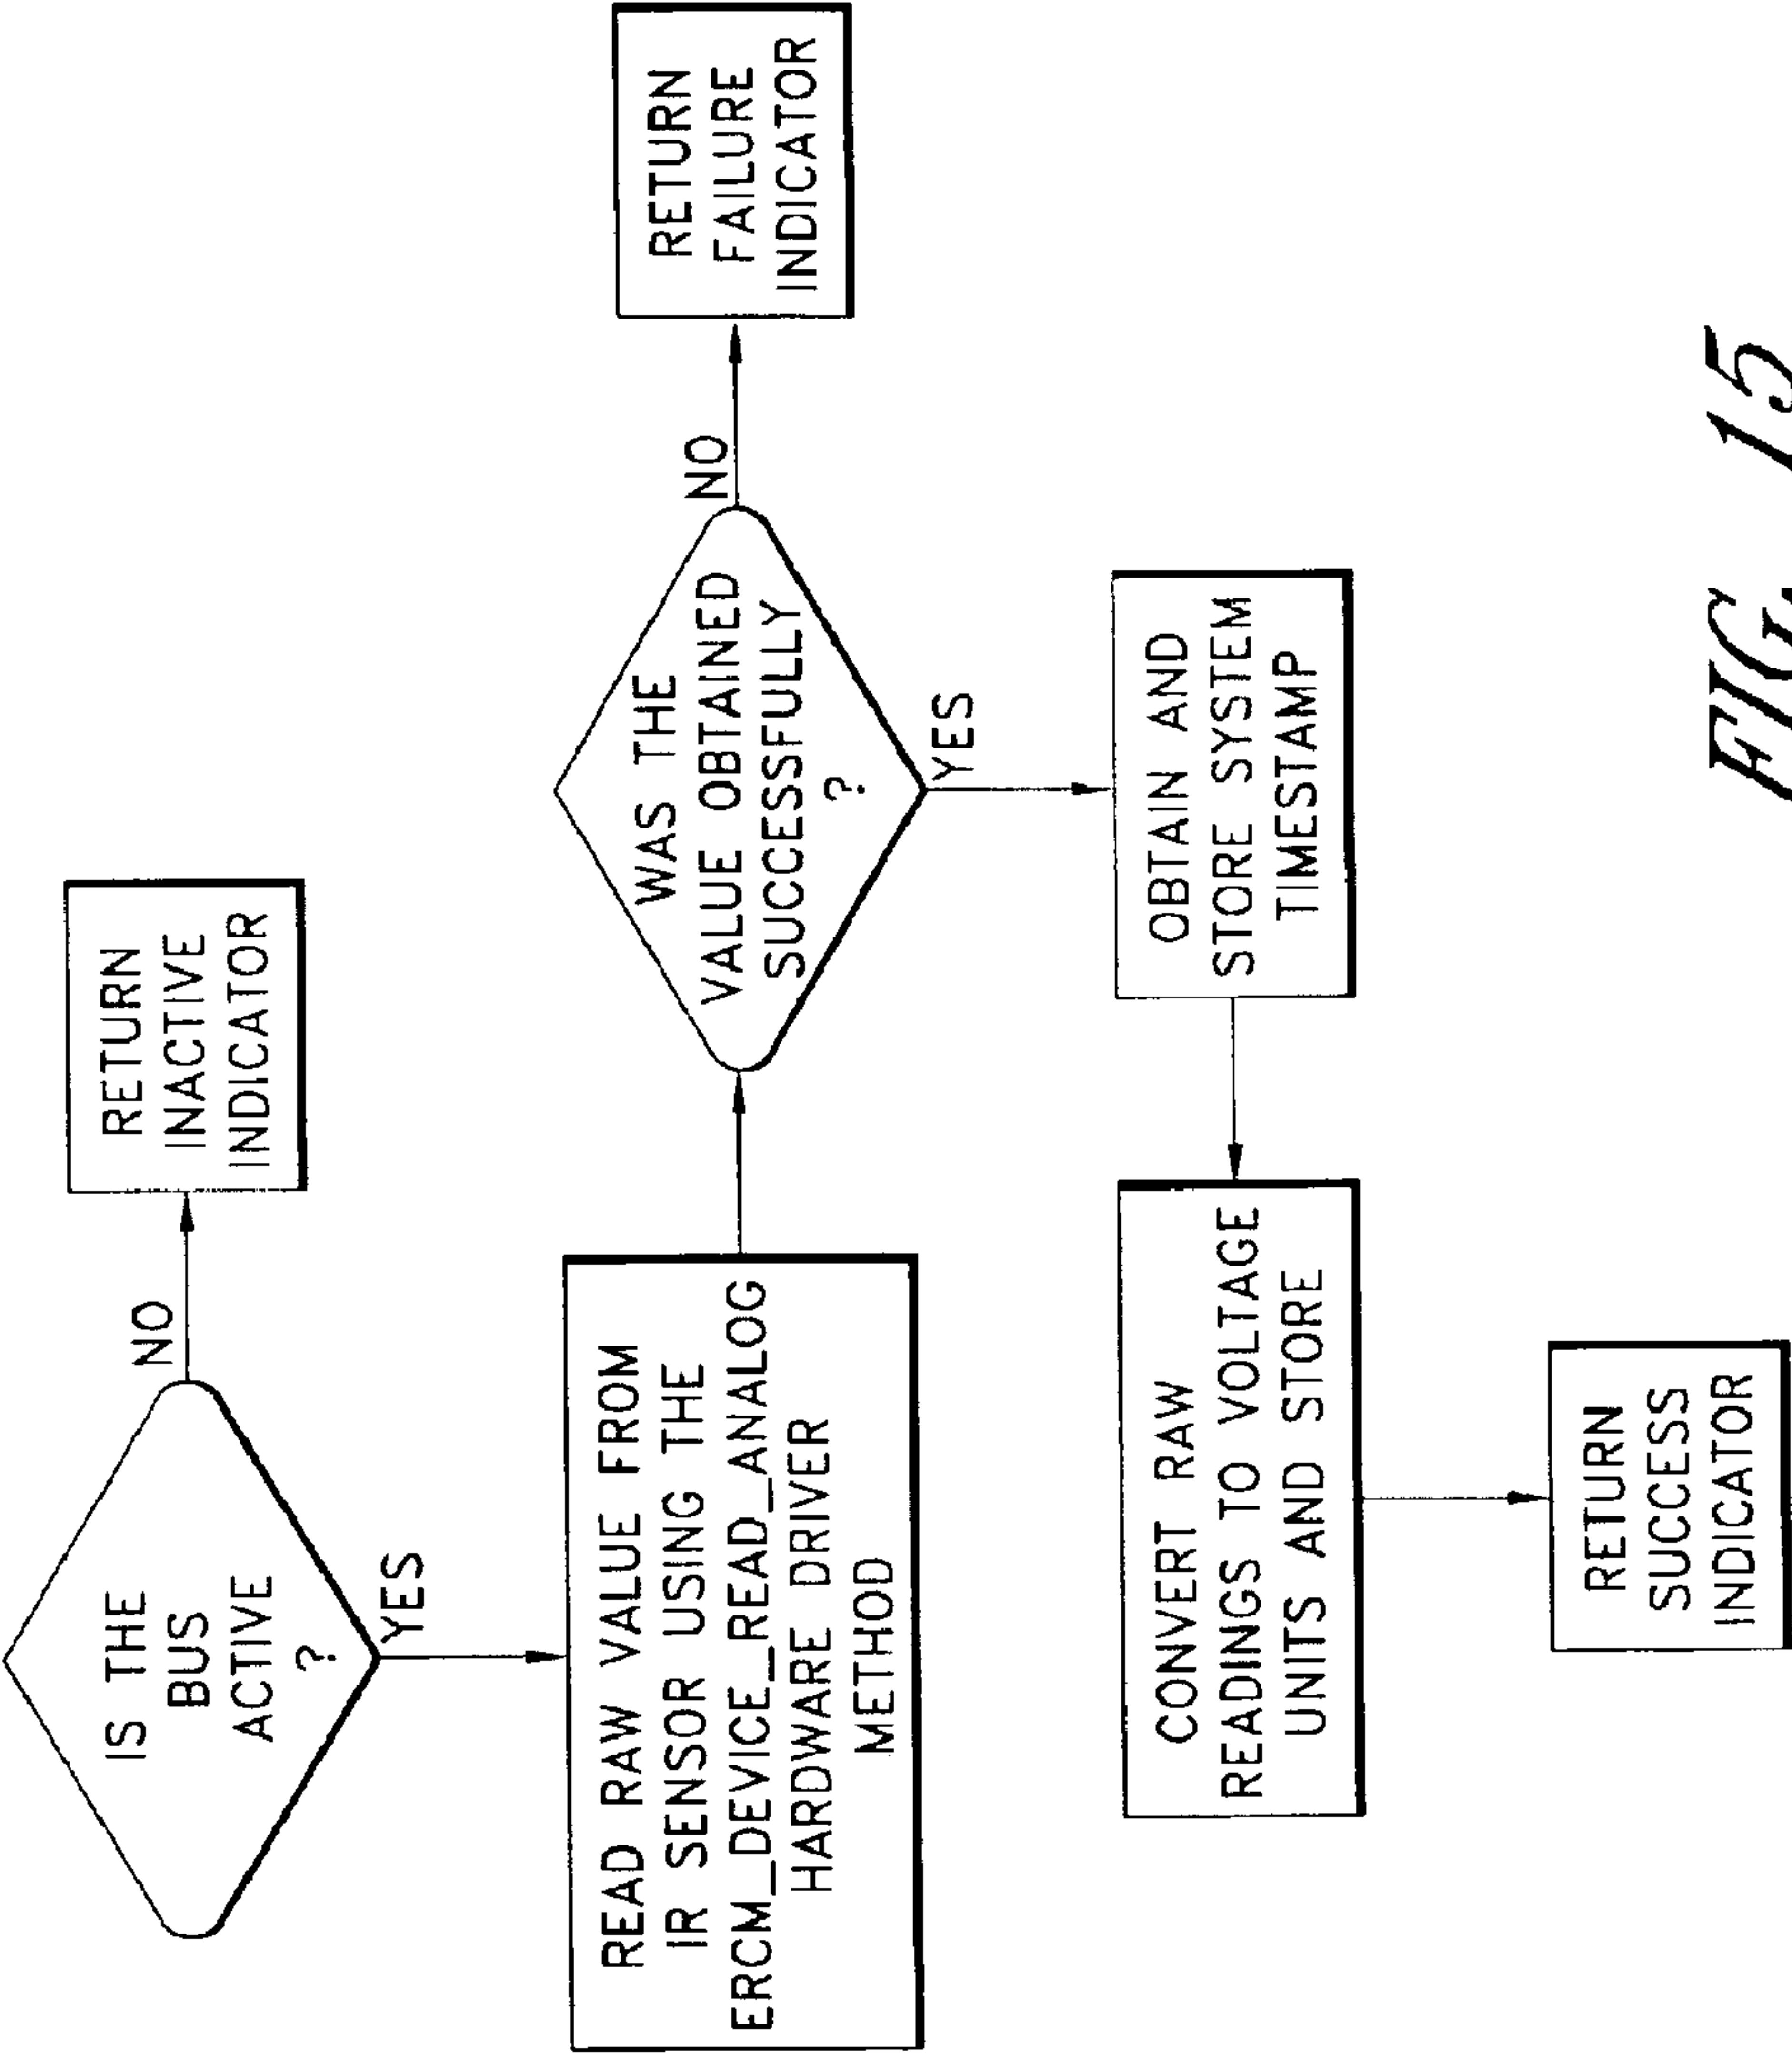 IS THE
BUS
ACTIVE
?
NO
RETURN
INACTIVE
INDICATOR
YES
READ RAW VALUE FROM
IR SENSOR USING THE
ERCM_DEVICE_READ_ANALOG
HARDWARE DRIVER
METHOD
WAS THE
VALUE OBTAINED
SUCCESSFULLY
?
NO
RETURN
FAILURE
INDICATOR
YES
OBTAIN AND
STORE SYSTEM
TIMESTAMP
CONVERT RAW
READINGS TO VOLTAGE
UNITS AND STORE
RETURN
SUCCESS
INDICATOR
FIG. 15